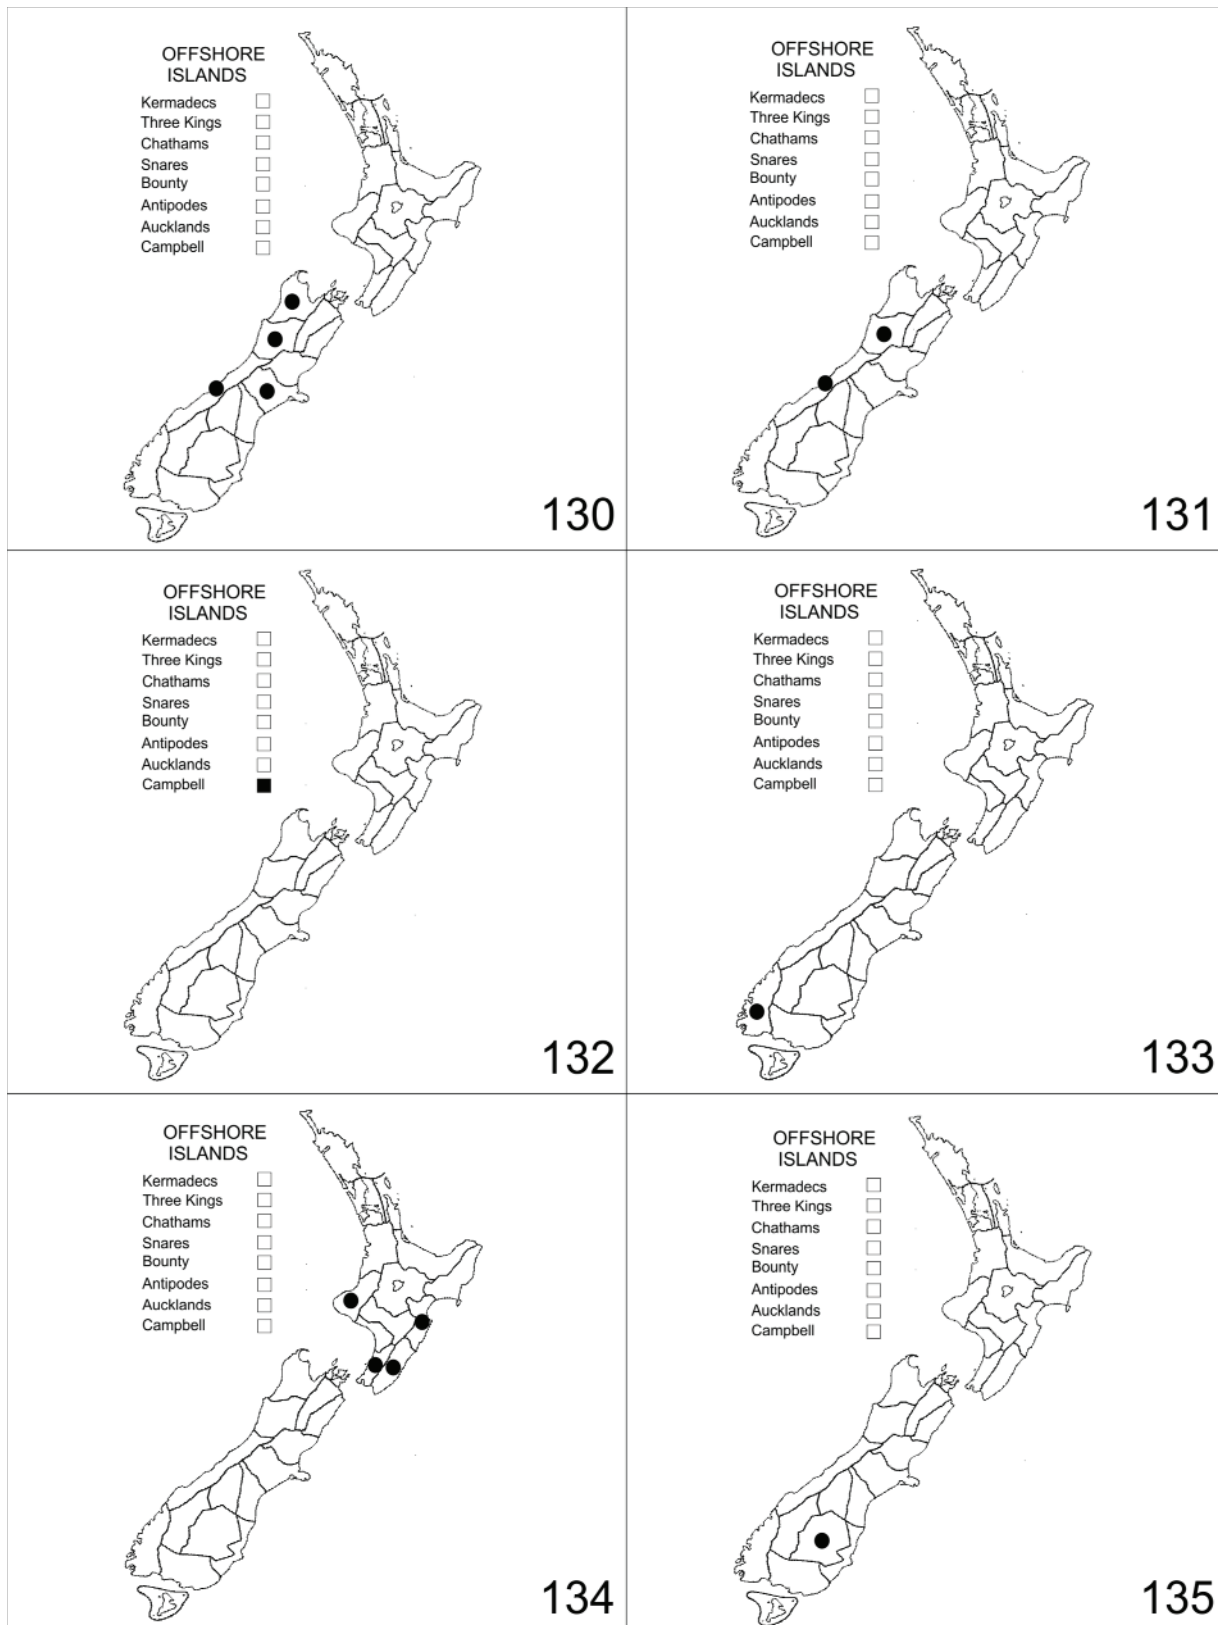 OFFSHORE
ISLANDS
Kermadecs
Three Kings
Chathams
Snares
Bounty
Antipodes
Aucklands
Campbell
130
OFFSHORE
ISLANDS
Kermadecs
Three Kings
Chathams
Snares
Bounty
Antipodes
Aucklands
Campbell
131
OFFSHORE
ISLANDS
Kermadecs
Three Kings
Chathams
Snares
Bounty
Antipodes
Aucklands
Campbell
132
OFFSHORE
ISLANDS
Kermadecs
Three Kings
Chathams
Snares
Bounty
Antipodes
Aucklands
Campbell
133
OFFSHORE
ISLANDS
Kermadecs
Three Kings
Chathams
Snares
Bounty
Antipodes
Aucklands
Campbell
134
OFFSHORE
ISLANDS
Kermadecs
Three Kings
Chathams
Snares
Bounty
Antipodes
Aucklands
Campbell
135